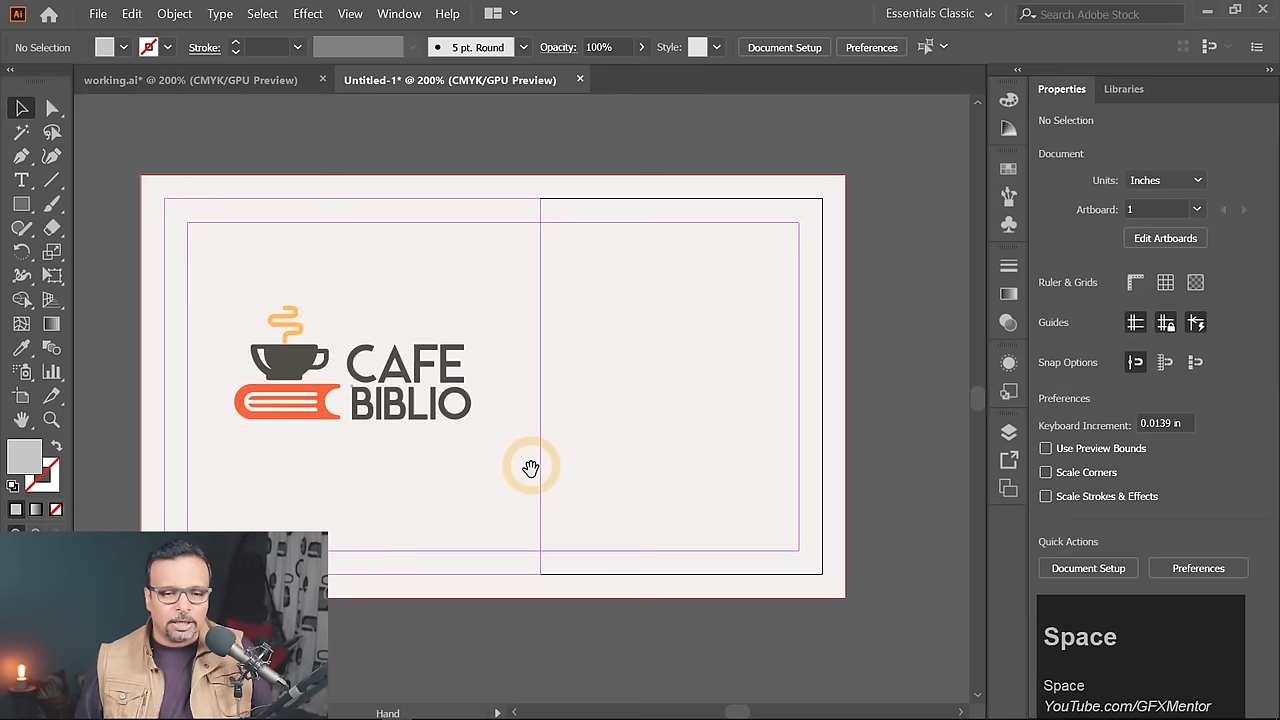 Ai File Edit Object Type Select Effect View Window Help Essentials Classic Search Adobe Stock
No Selection Stroke: 5 pt. Round Opacity: 100% Style: Document Setup Preferences
working.ai* @ 200% (CMYK/GPU Preview) Untitled-1* @ 200% (CMYK/GPU Preview)
Properties Libraries
No Selection
Document
Units: Inches
Artboard: 1
Edit Artboards
Ruler & Grids
Guides
Snap Options
Preferences
Keyboard Increment: 0.0139 in
Use Preview Bounds
Scale Corners
Scale Strokes & Effects
Quick Actions
Document Setup Preferences
CAFE
BIBLIO
Space
Space
YouTube.com/GFXMentor
Hand